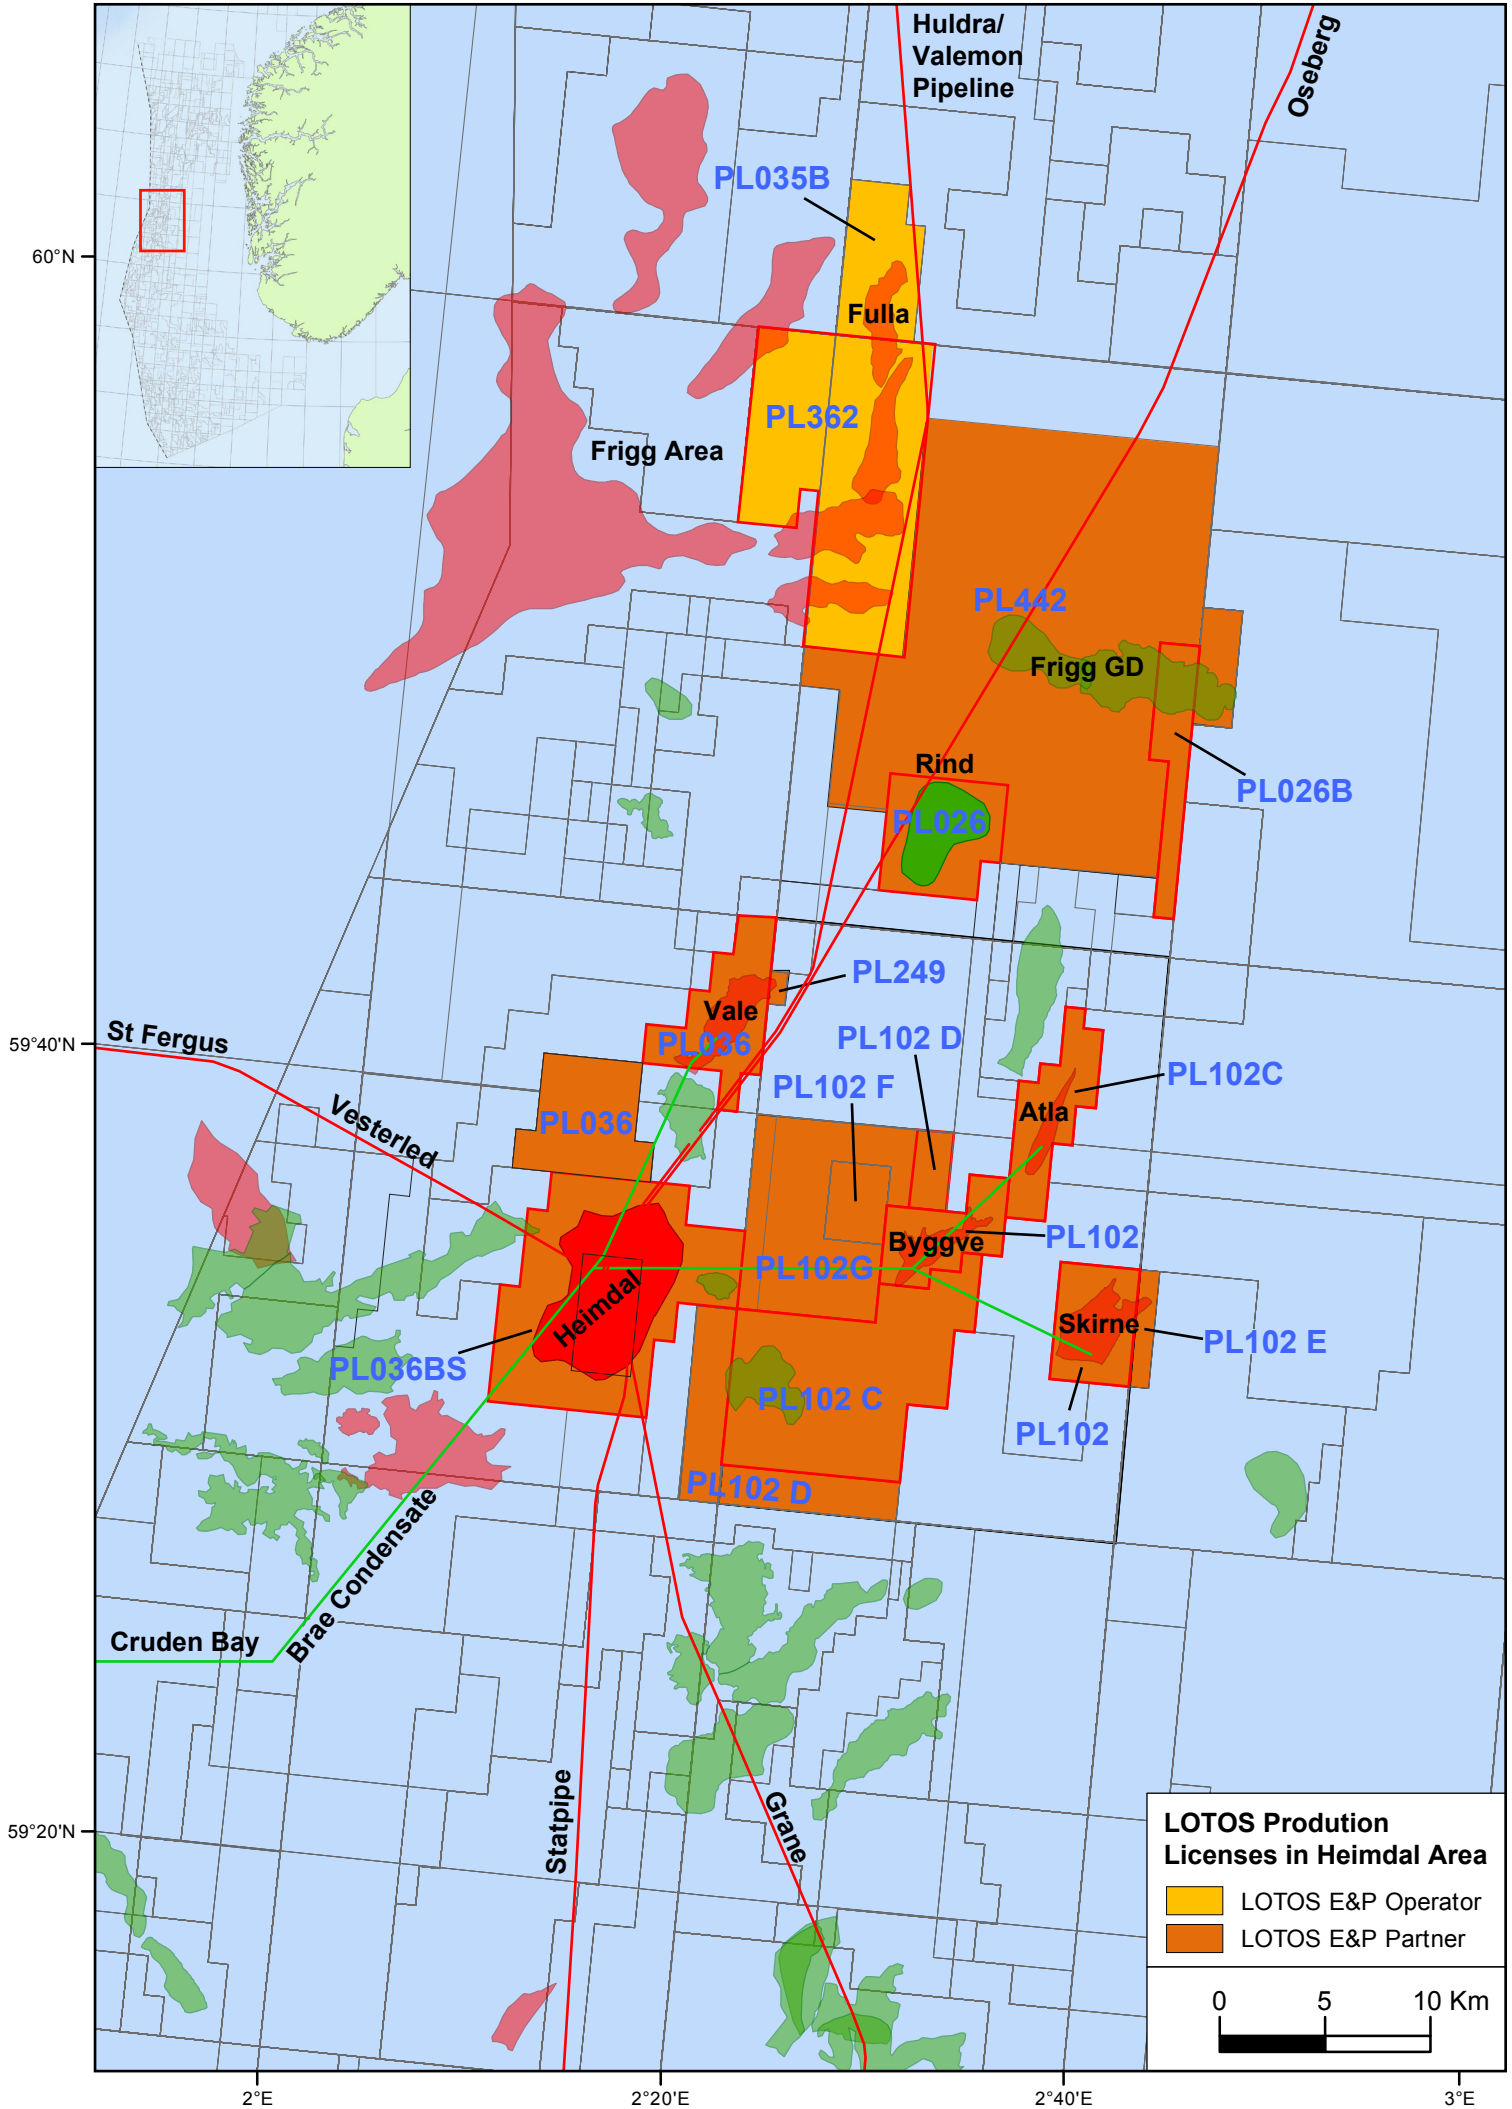 Huldra/
Valemon
Pipeline
Oseberg
PL035B
60°N
Fulla
PL362
Frigg Area
PL442
Frigg GD
Rind
PL026B
PL026
PL249
Vale
St Fergus
59°40'N
PL036
PL102 D
PL102C
PL102 F
Vesterled
Atla
PL036
PL102
Byggve
PL102G
Heimdal
Skirne
PL102 E
PL036BS
PL102 C
PL102
PL102 D
Brae Condensate
Cruden Bay
Statpipe
Grane
59°20'N
LOTOS Prodution
Licenses in Heimdal Area
LOTOS E&P Operator
LOTOS E&P Partner
0 5 10 Km
2°E 2°20'E 2°40'E 3°E